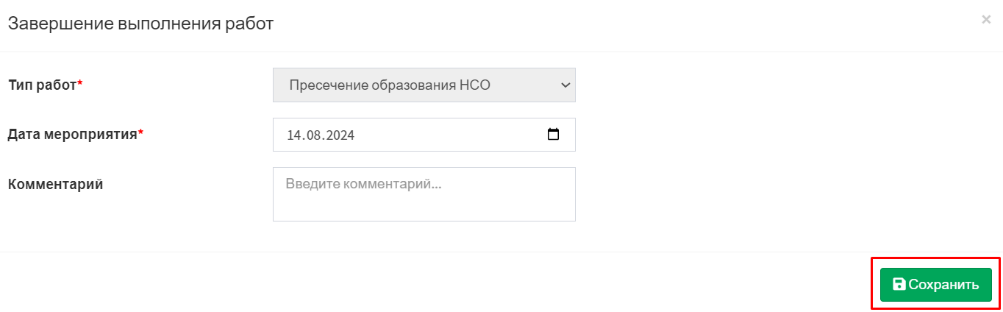 Завершение выполнения работ
×
Тип работ*
Пресечение образования НСО
Дата мероприятия*
14.08.2024
Комментарий
Введите комментарий...
Сохранить